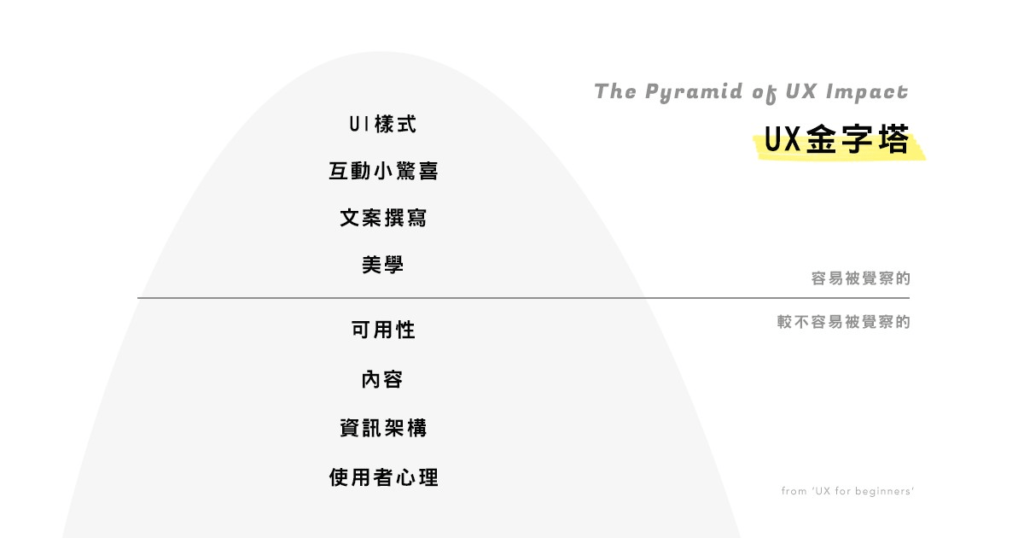 The Pyramid of UX Impact
UX金字塔
UI樣式
互動小驚喜
文案撰寫
美學
容易被覺察的
較不容易被覺察的
可用性
內容
資訊架構
使用者心理
from 'UX for beginners'